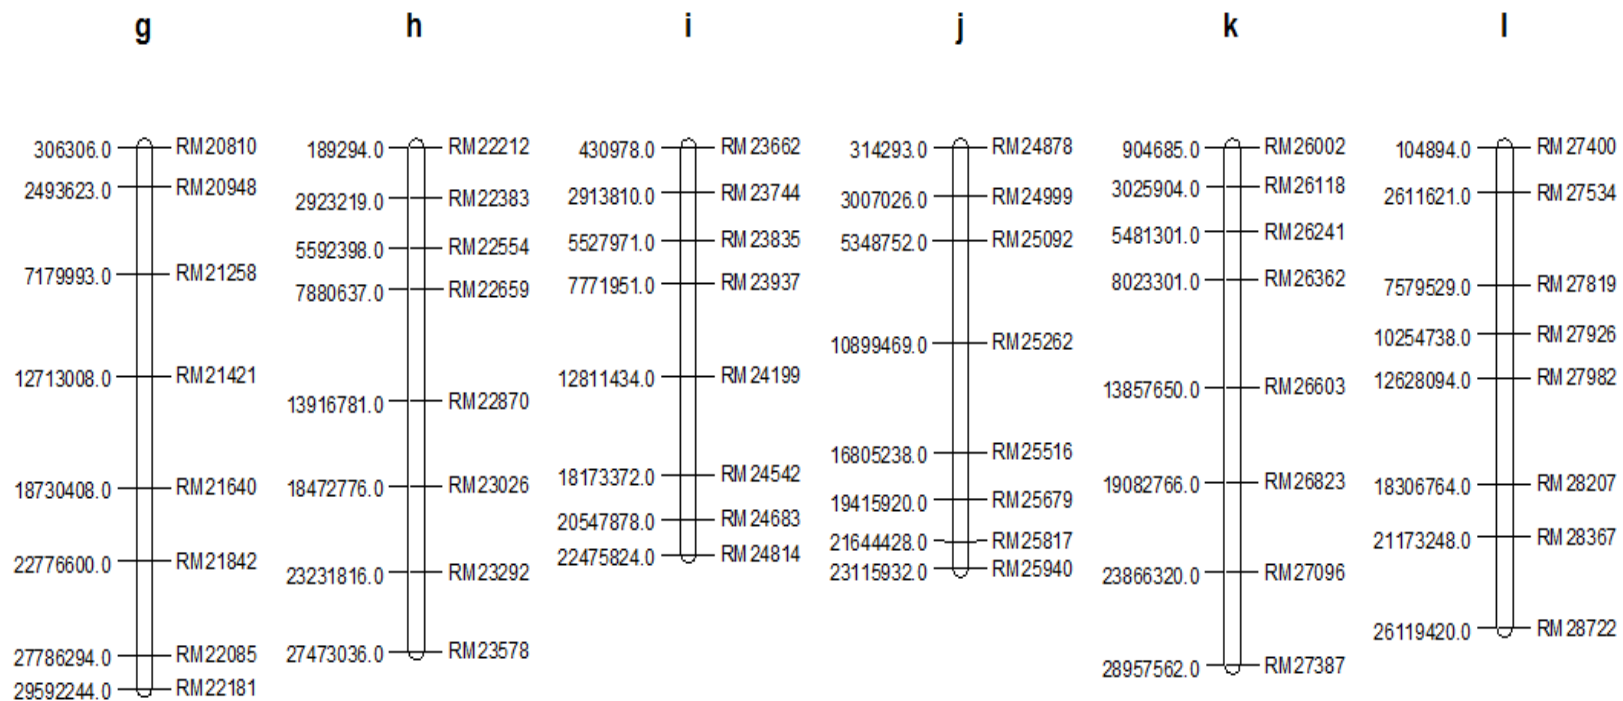 g
306306.0 RM20810
2493623.0 RM20948
7179993.0 RM21258
12713008.0 RM21421
18730408.0 RM21640
22776600.0 RM21842
27786294.0 RM22085
29592244.0 RM22181
h
189294.0 RM22212
2923219.0 RM22383
5592398.0 RM22554
7880637.0 RM22659
13916781.0 RM22870
18472776.0 RM23026
23231816.0 RM23292
27473036.0 RM23578
i
430978.0 RM23662
2913810.0 RM23744
5527971.0 RM23835
7771951.0 RM23937
12811434.0 RM24199
18173372.0 RM24542
20547878.0 RM24683
22475824.0 RM24814
j
314293.0 RM24878
3007026.0 RM24999
5348752.0 RM25092
10899469.0 RM25262
16805238.0 RM25516
19415920.0 RM25679
21644428.0 RM25817
23115932.0 RM25940
k
904685.0 RM26002
3025904.0 RM26118
5481301.0 RM26241
8023301.0 RM26362
13857650.0 RM26603
19082766.0 RM26823
23866320.0 RM27096
28957562.0 RM27387
l
104894.0 RM27400
2611621.0 RM27534
7579529.0 RM27819
10254738.0 RM27926
12628094.0 RM27982
18306764.0 RM28207
21173248.0 RM28367
26119420.0 RM28722